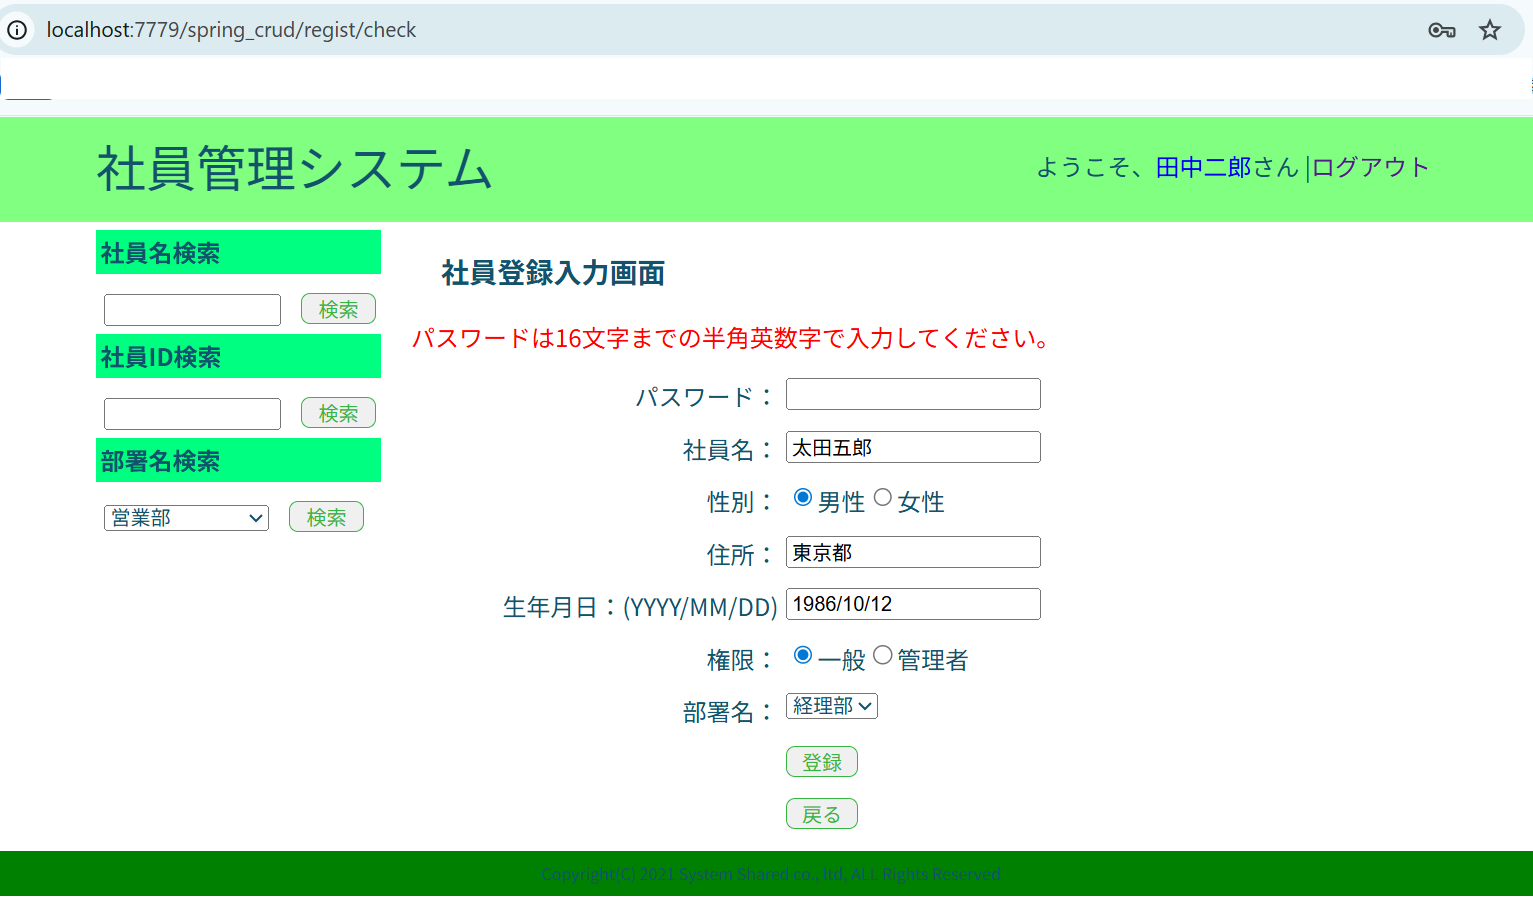 localhost:7779/spring_crud/regist/check
社員管理システム
ようこそ、田中二郎さん |ログアウト
社員名検索
検索
社員ID検索
検索
部署名検索
営業部 検索
社員登録入力画面
パスワードは16文字までの半角英数字で入力してください。
パスワード：
社員名： 太田五郎
性別： 男性 女性
住所： 東京都
生年月日：(YYYY/MM/DD) 1986/10/12
権限： 一般 管理者
部署名： 経理部
登録
戻る
Copyright(C) 2021 System Shared co., ltd, ALL Rights Reserved